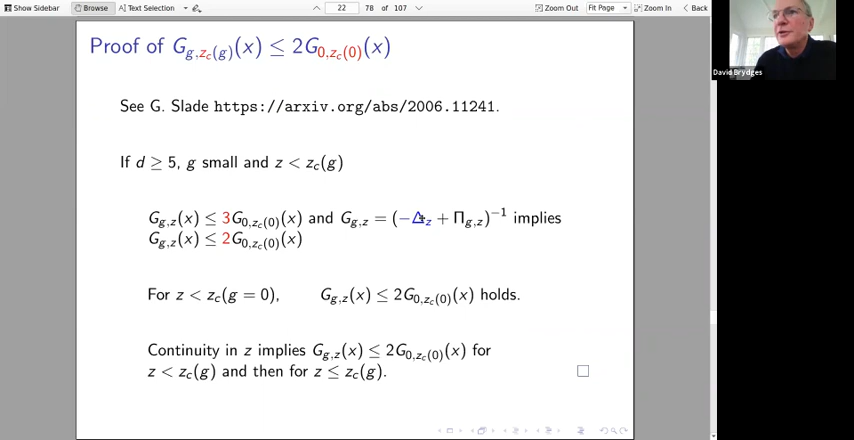 Show Sidebar Browse Text Selection 22 78 of 107 Zoom Out Fit Page Zoom In Back
David Brydges
Proof of G_{g,z_c(g)}(x) ≤ 2G_{0,z_c(0)}(x)
See G. Slade https://arxiv.org/abs/2006.11241.
If d ≥ 5, g small and z < z_c(g)
G_{g,z}(x) ≤ 3G_{0,z_c(0)}(x) and G_{g,z} = (−Δ_z + Π_{g,z})^{−1} implies
G_{g,z}(x) ≤ 2G_{0,z_c(0)}(x)
For z < z_c(g = 0), G_{g,z}(x) ≤ 2G_{0,z_c(0)}(x) holds.
Continuity in z implies G_{g,z}(x) ≤ 2G_{0,z_c(0)}(x) for
z < z_c(g) and then for z ≤ z_c(g). □